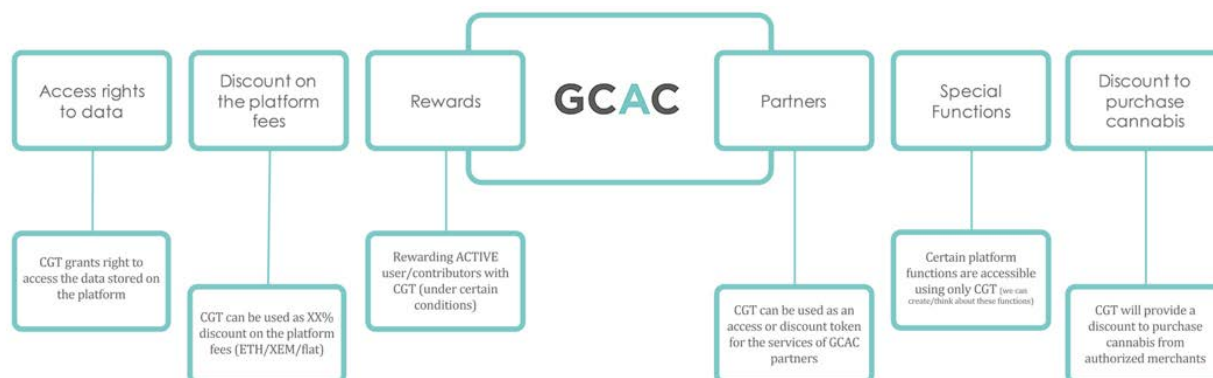 Access rights
to data
Discount on
the platform
fees
Rewards
GCAC
Partners
Special
Functions
Discount to
purchase
cannabis
CGT grants right to
access the data stored on
the platform
CGT can be used as XX%
discount on the platform
fees (ETH/XEM/flat)
Rewarding ACTIVE
user/contributors with
CGT (under certain
conditions)
CGT can be used as an
access or discount token
for the services of GCAC
partners
Certain platform
functions are accessible
using only CGT (we can
create/think about these functions)
CGT will provide a
discount to purchase
cannabis from
authorized merchants